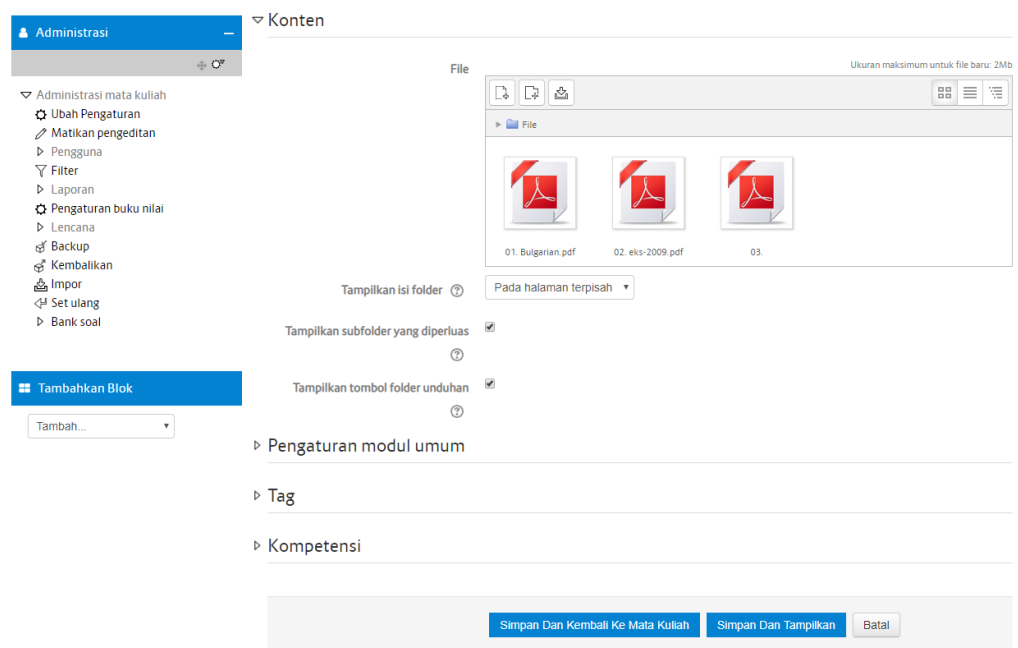 Administrasi
Administrasi mata kuliah
Ubah Pengaturan
Matikan pengeditan
Pengguna
Filter
Laporan
Pengaturan buku nilai
Lencana
Backup
Kembalikan
Impor
Set ulang
Bank soal
Tambahkan Blok
Tambah...
Konten
File
Ukuran maksimum untuk file baru: 2Mb
File
01. Bulgarian.pdf
02. eks-2009.pdf
03.
Tampilkan isi folder
Pada halaman terpisah
Tampilkan subfolder yang diperluas
Tampilkan tombol folder unduhan
Pengaturan modul umum
Tag
Kompetensi
Simpan Dan Kembali Ke Mata Kuliah
Simpan Dan Tampilkan
Batal